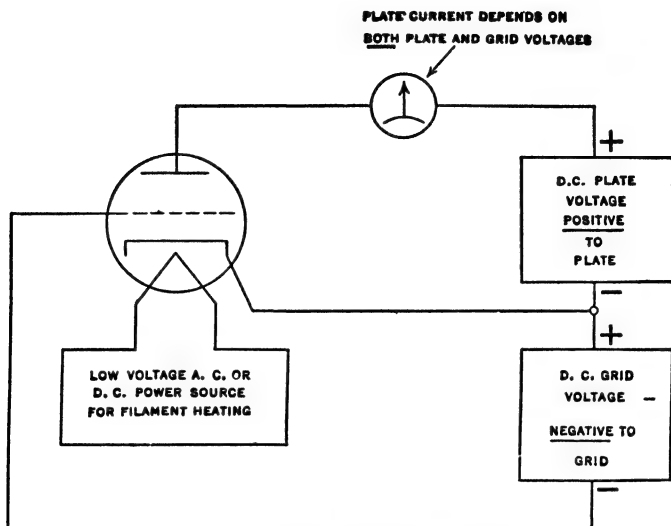 PLATE CURRENT DEPENDS ON
BOTH PLATE AND GRID VOLTAGES
+
D.C. PLATE
VOLTAGE
POSITIVE
TO
PLATE
−
+
LOW VOLTAGE A. C. OR
D. C. POWER SOURCE
FOR FILAMENT HEATING
D. C. GRID
VOLTAGE −
NEGATIVE TO
GRID
−